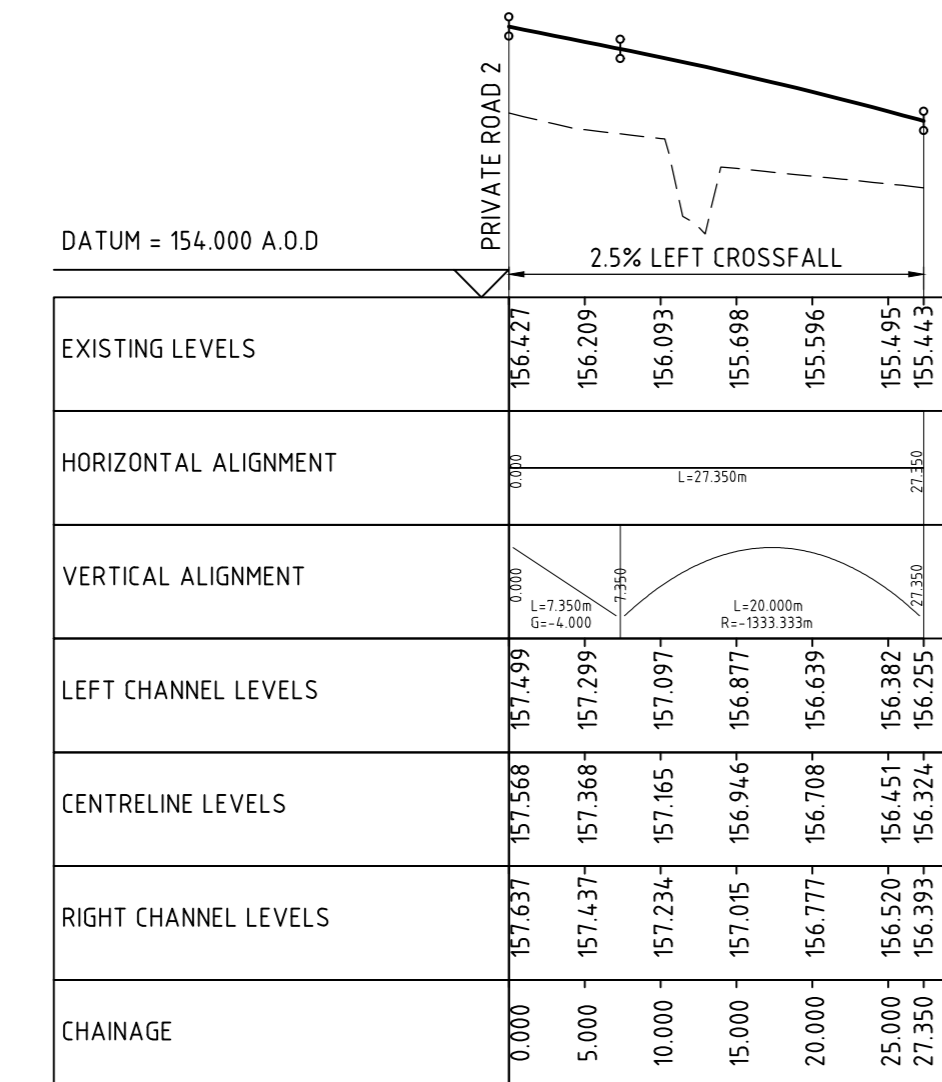 PRIVATE ROAD 2
DATUM = 154.000 A.O.D
2.5% LEFT CROSSFALL
EXISTING LEVELS
156.427 156.209 156.093 155.698 155.596 155.495 155.443
HORIZONTAL ALIGNMENT
0.000 L=27.350m 27.350
VERTICAL ALIGNMENT
0.000 7.350 27.350
L=7.350m L=20.000m
G=-4.000 R=-1333.333m
LEFT CHANNEL LEVELS
157.499 157.299 157.097 156.877 156.639 156.382 156.255
CENTRELINE LEVELS
157.568 157.368 157.165 156.946 156.708 156.451 156.324
RIGHT CHANNEL LEVELS
157.637 157.437 157.234 157.015 156.777 156.520 156.393
CHAINAGE
0.000 5.000 10.000 15.000 20.000 25.000 27.350